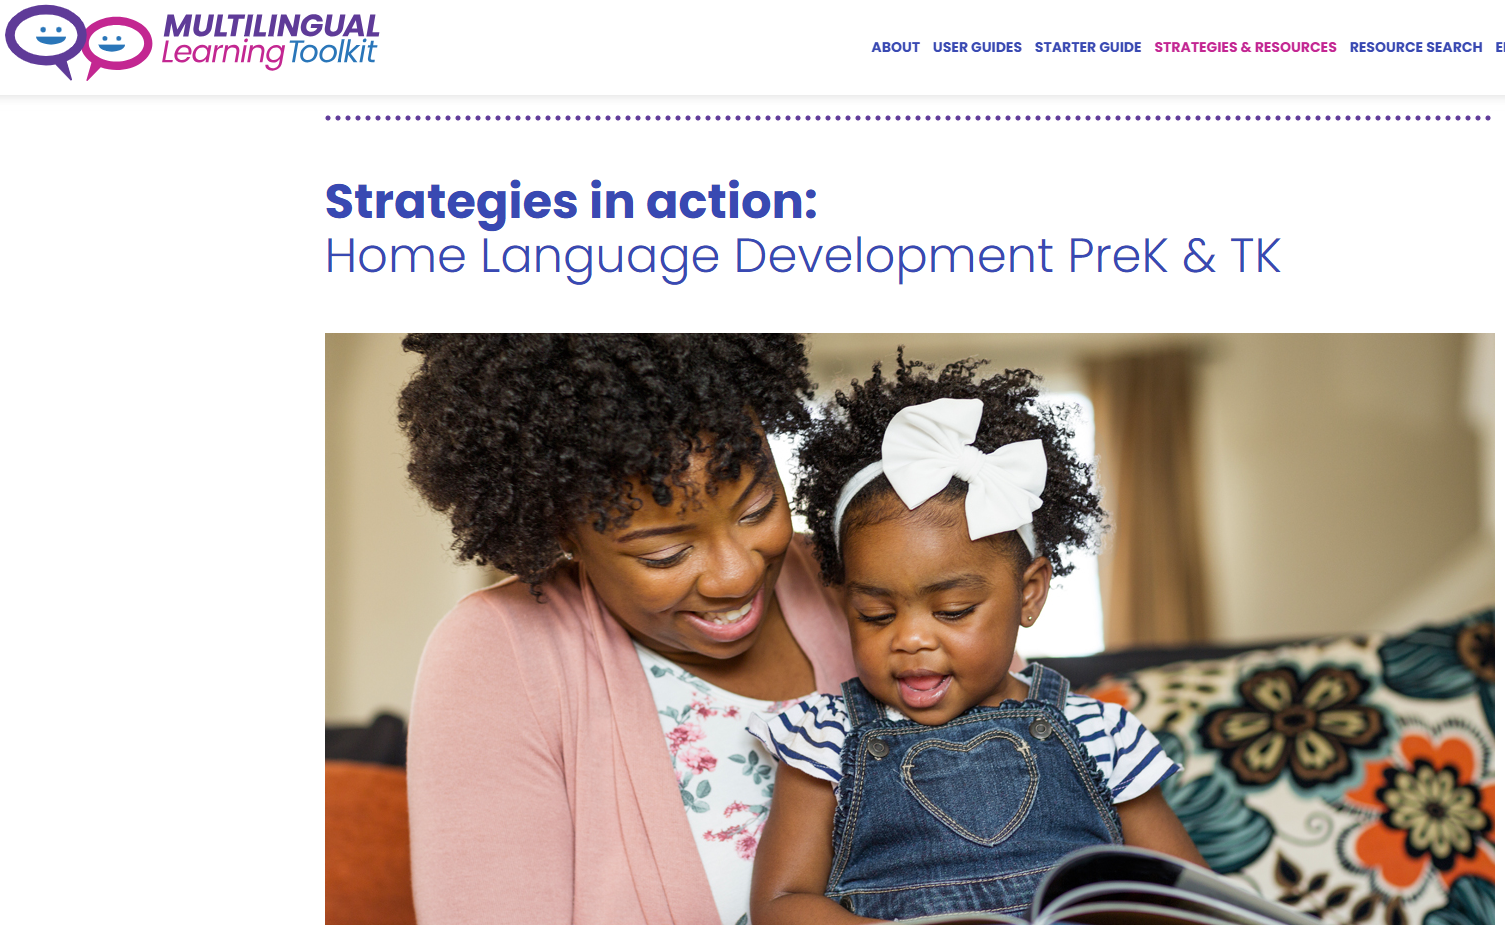 MULTILINGUAL
Learning Toolkit
ABOUT USER GUIDES STARTER GUIDE STRATEGIES & RESOURCES RESOURCE SEARCH
Strategies in action:
Home Language Development PreK & TK